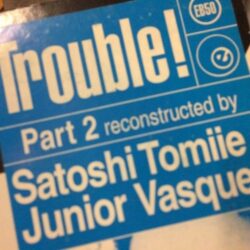 EB50
Trouble!
Part 2 reconstructed by
Satoshi Tomiie
Junior Vasque